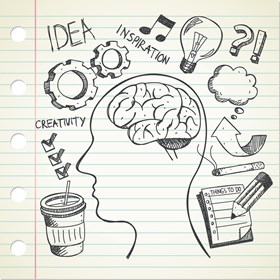 IDEA
INSPIRATION
?!
CREATIVITY
THINGS TO DO